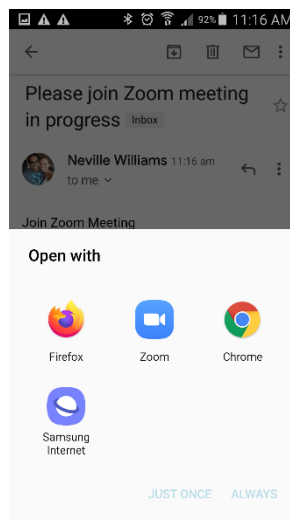 92% 11:16 AM
Please join Zoom meeting
in progress Inbox
Neville Williams 11:16 am
to me
Join Zoom Meeting
Open with
Firefox Zoom Chrome
Samsung
Internet
JUST ONCE ALWAYS